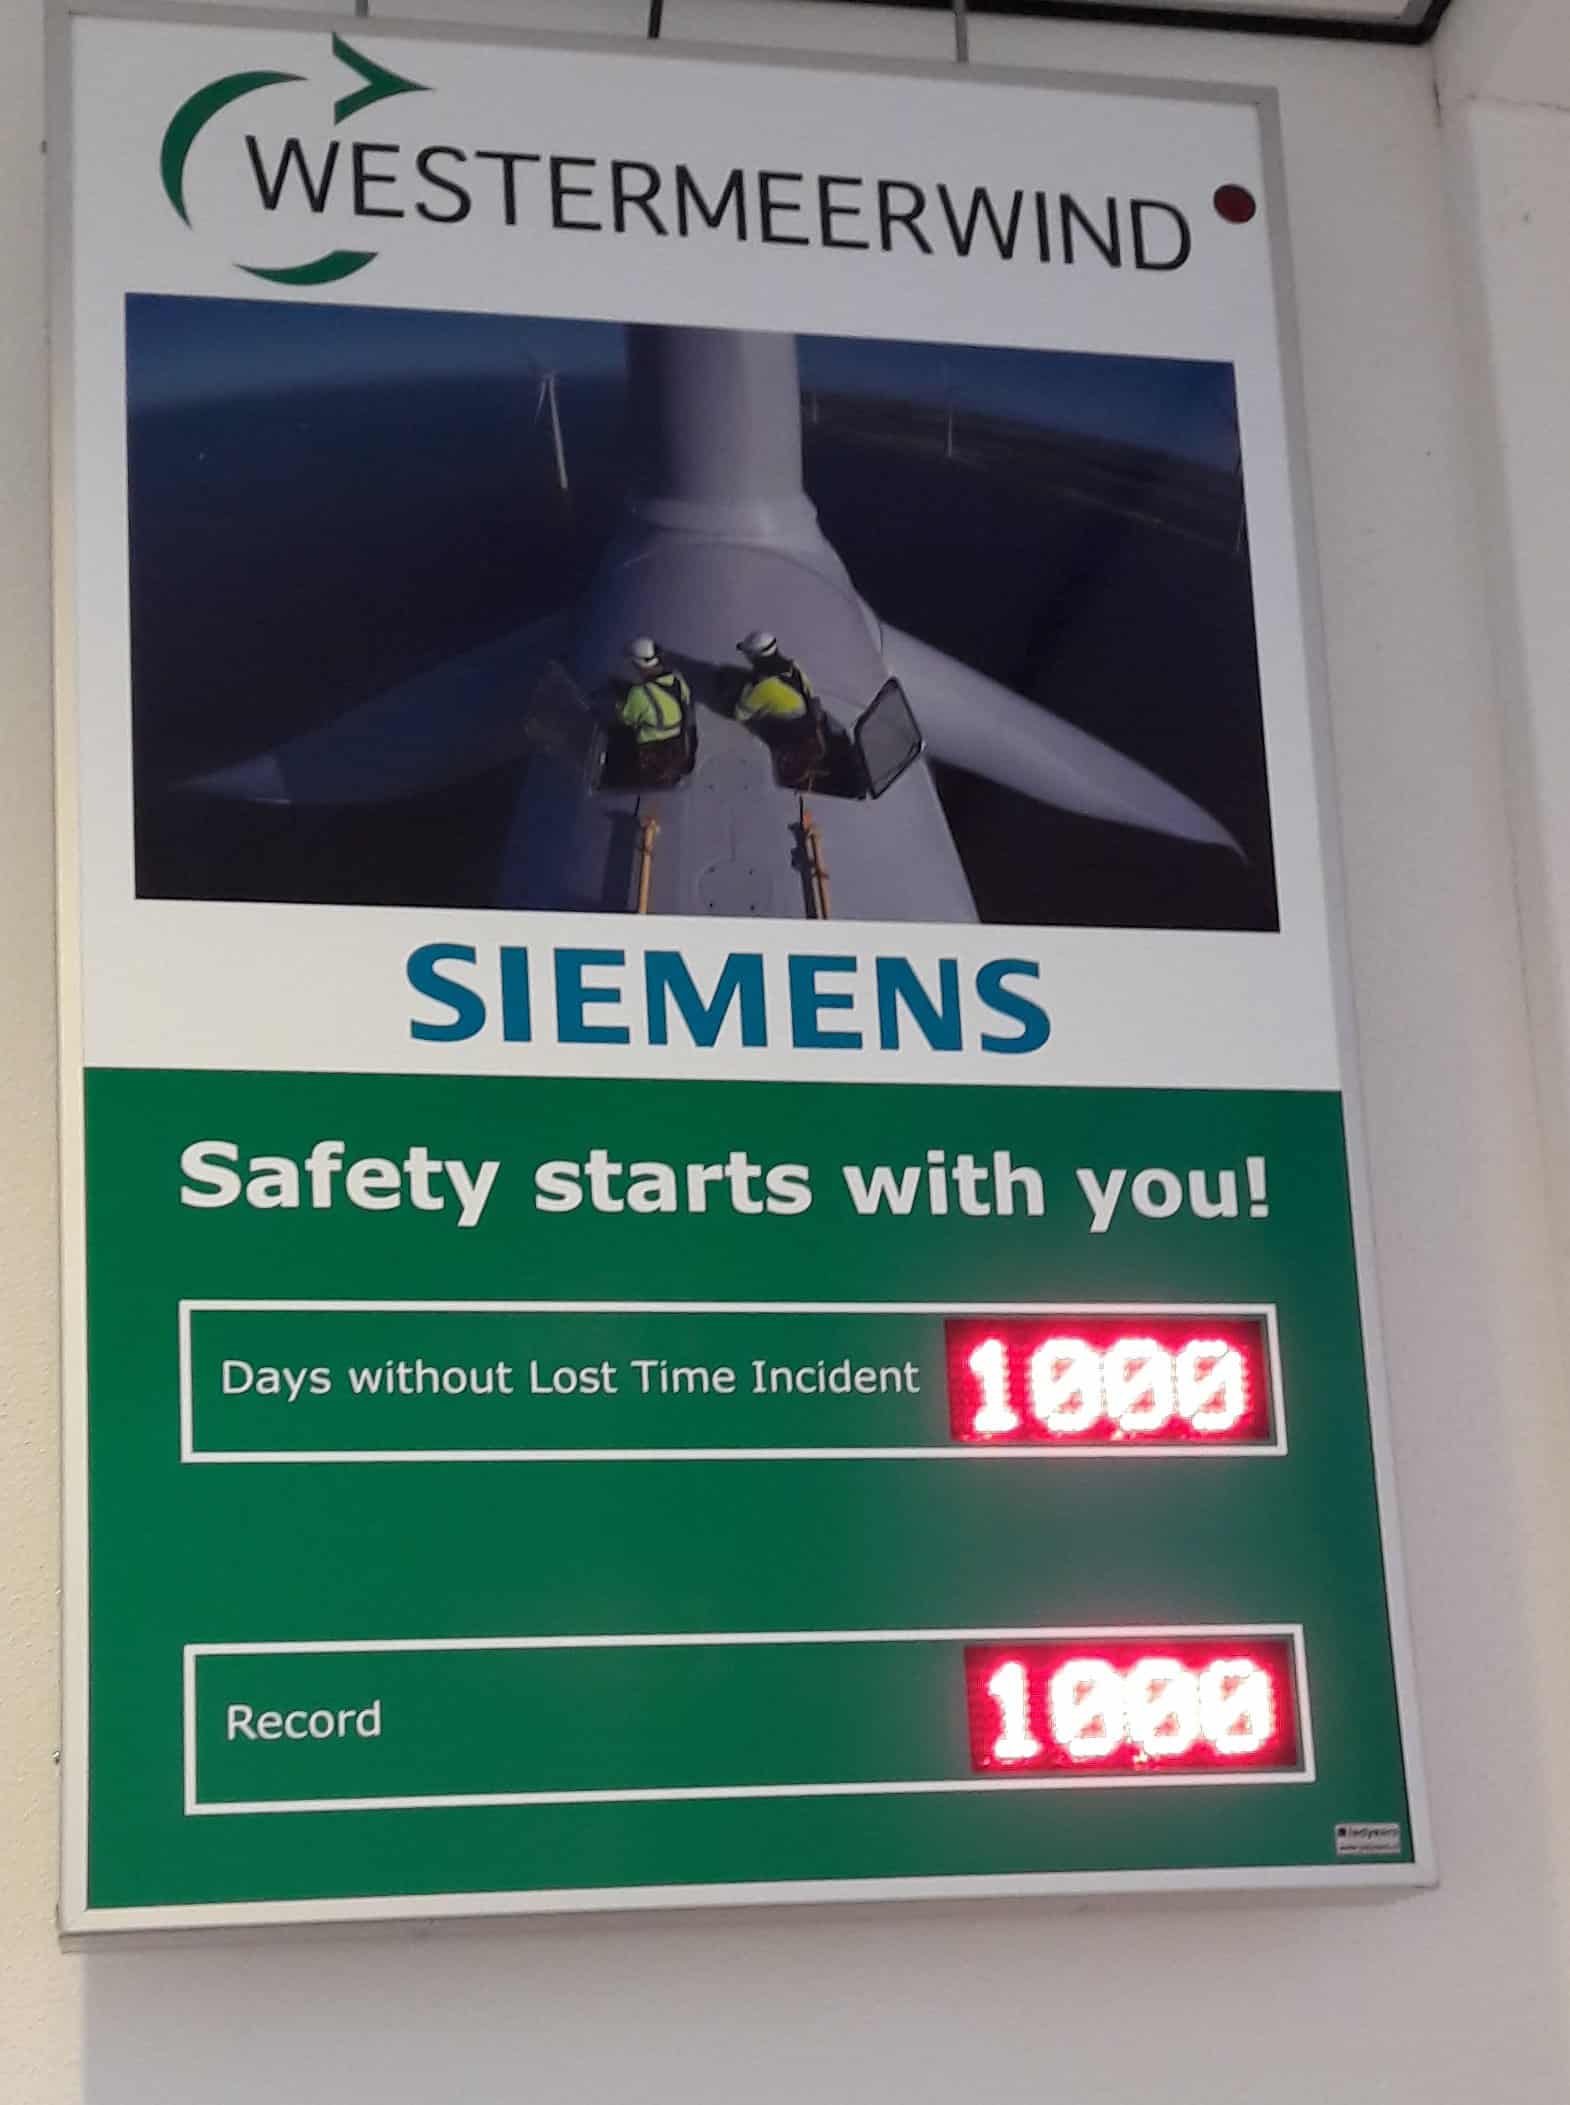 WESTERMEERWIND
SIEMENS
Safety starts with you!
Days without Lost Time Incident 1000
Record 1000